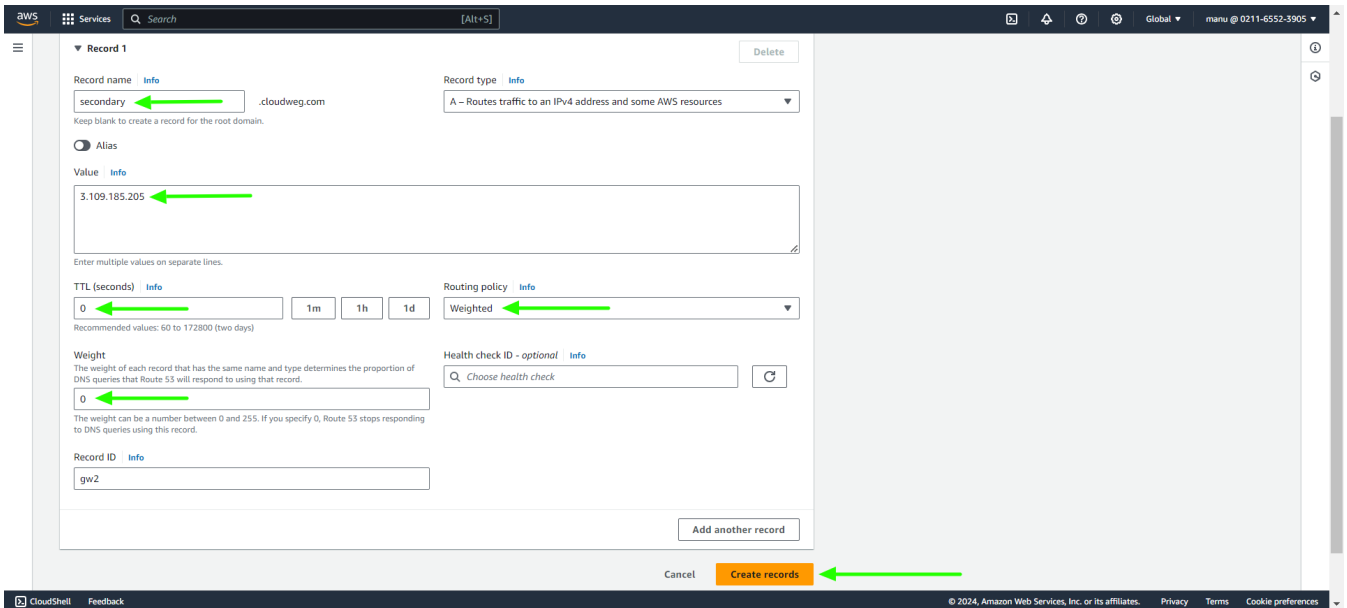 aws Services Search [Alt+S] Global manu @ 0211-6552-3905
Record 1 Delete
Record name Info Record type Info
secondary .cloudweg.com A – Routes traffic to an IPv4 address and some AWS resources
Keep blank to create a record for the root domain.
Alias
Value Info
3.109.185.205
Enter multiple values on separate lines.
TTL (seconds) Info Routing policy Info
0 1m 1h 1d Weighted
Recommended values: 60 to 172800 (two days)
Weight Health check ID - optional Info
The weight of each record that has the same name and type determines the proportion of
DNS queries that Route 53 will respond to using that record.
Choose health check
0
The weight can be a number between 0 and 255. If you specify 0, Route 53 stops responding
to DNS queries using this record.
Record ID Info
gw2
Add another record
Cancel Create records
CloudShell Feedback © 2024, Amazon Web Services, Inc. or its affiliates. Privacy Terms Cookie preferences